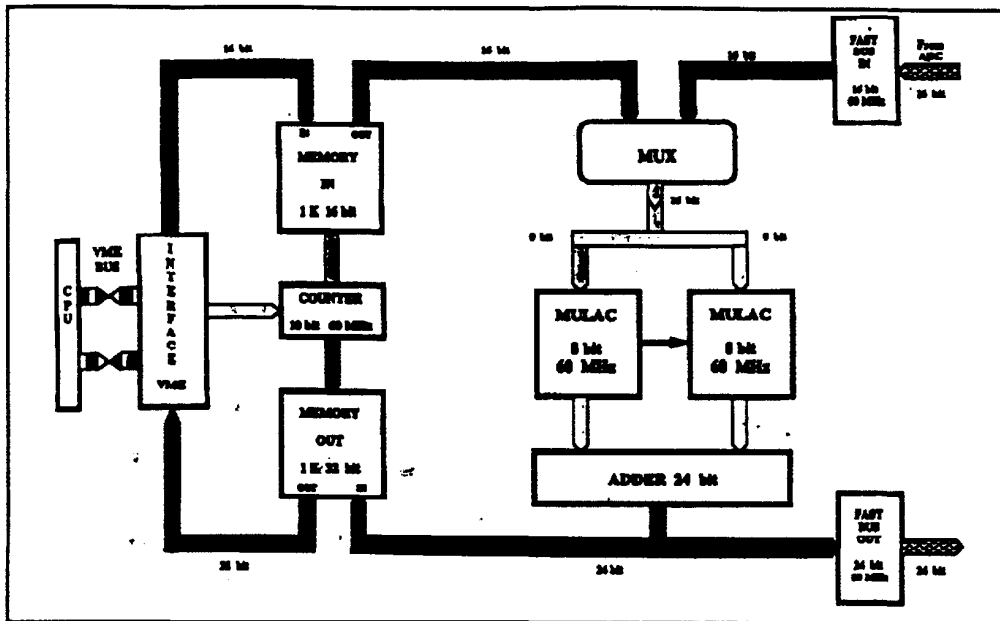 16 bit
16 bit
16 bit
FAST
BUS
IN
16 bit
60 MHz
From
ADC
16 bit
IN
OUT
MEMORY
IN
1 K 16 bit
MUX
16 bit
VME
BUS
CPU
INTERFACE
VME
COUNTER
10 bit 60 MHz
8 bit
8 bit
MULAC
8 bit
60 MHz
MULAC
8 bit
60 MHz
MEMORY
OUT
1 K 32 bit
OUT
IN
ADDER 24 bit
FAST
BUS
OUT
24 bit
60 MHz
24 bit
32 bit
24 bit